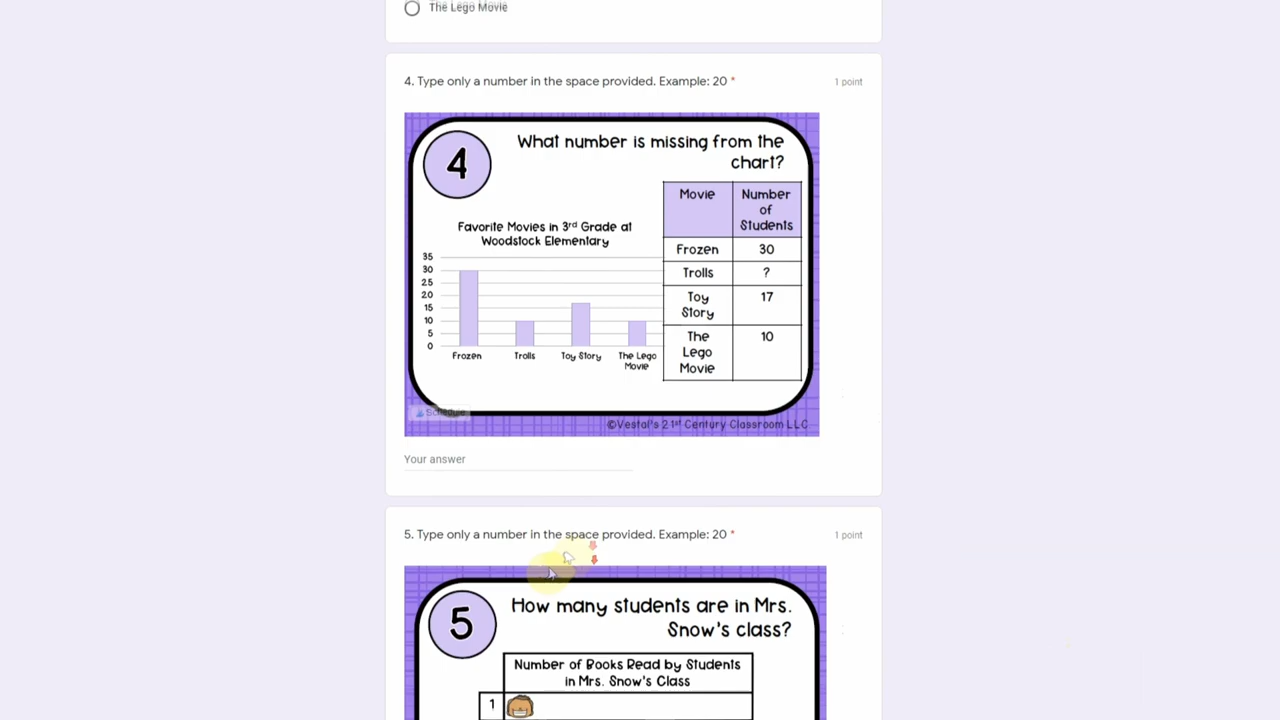 The Lego Movie
4. Type only a number in the space provided. Example: 20 *
1 point
4
What number is missing from the
chart?
Favorite Movies in 3rd Grade at
Woodstock Elementary
35
30
25
20
15
10
5
0
Frozen
Trolls
Toy Story
The Lego
Movie
Movie
Number
of
Students
Frozen 30
Trolls ?
Toy
Story
17
The
Lego
Movie
10
Schedule
©Vestal's 21st Century Classroom LLC
Your answer
5. Type only a number in the space provided. Example: 20 *
1 point
5
How many students are in Mrs.
Snow's class?
Number of Books Read by Students
in Mrs. Snow's Class
1